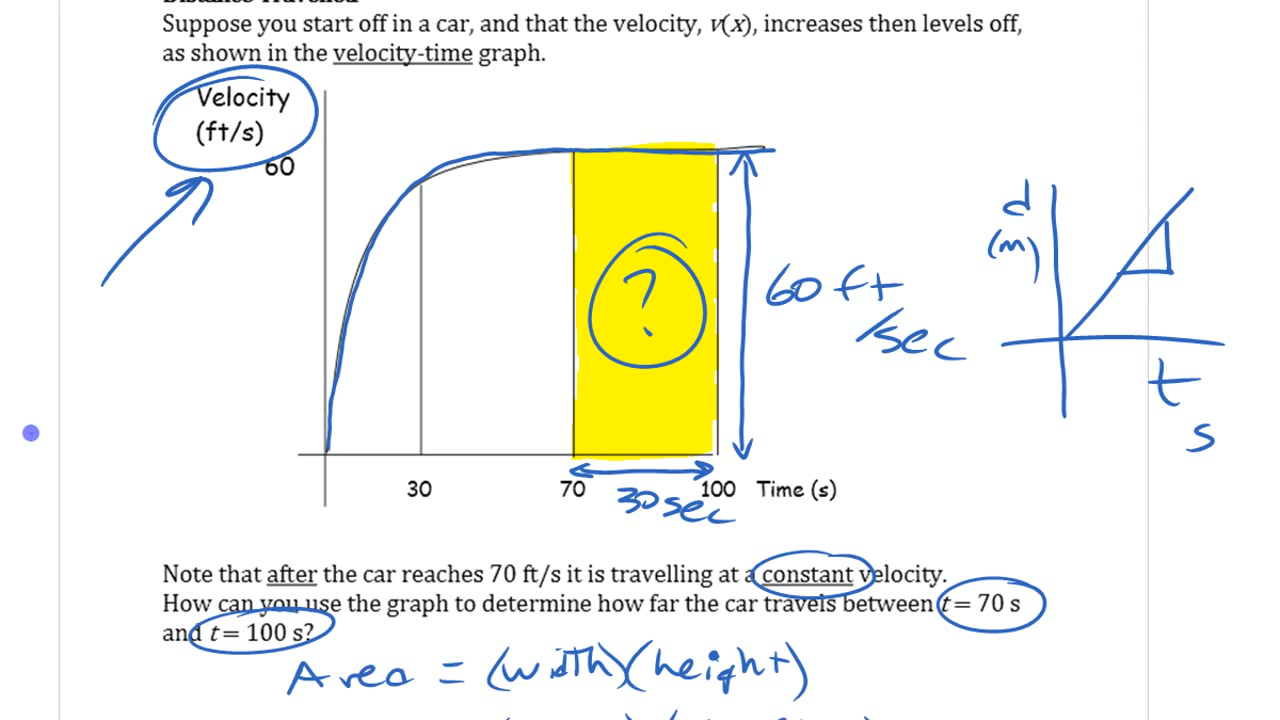 Suppose you start off in a car, and that the velocity, v(x), increases then levels off,
as shown in the velocity-time graph.
Velocity
(ft/s)
60
?
60 ft
/sec
d
(m)
t
s
30
70
100
Time (s)
30 sec
Note that after the car reaches 70 ft/s it is travelling at a constant velocity.
How can you use the graph to determine how far the car travels between t = 70 s
and t = 100 s?
Area = (width)(height)